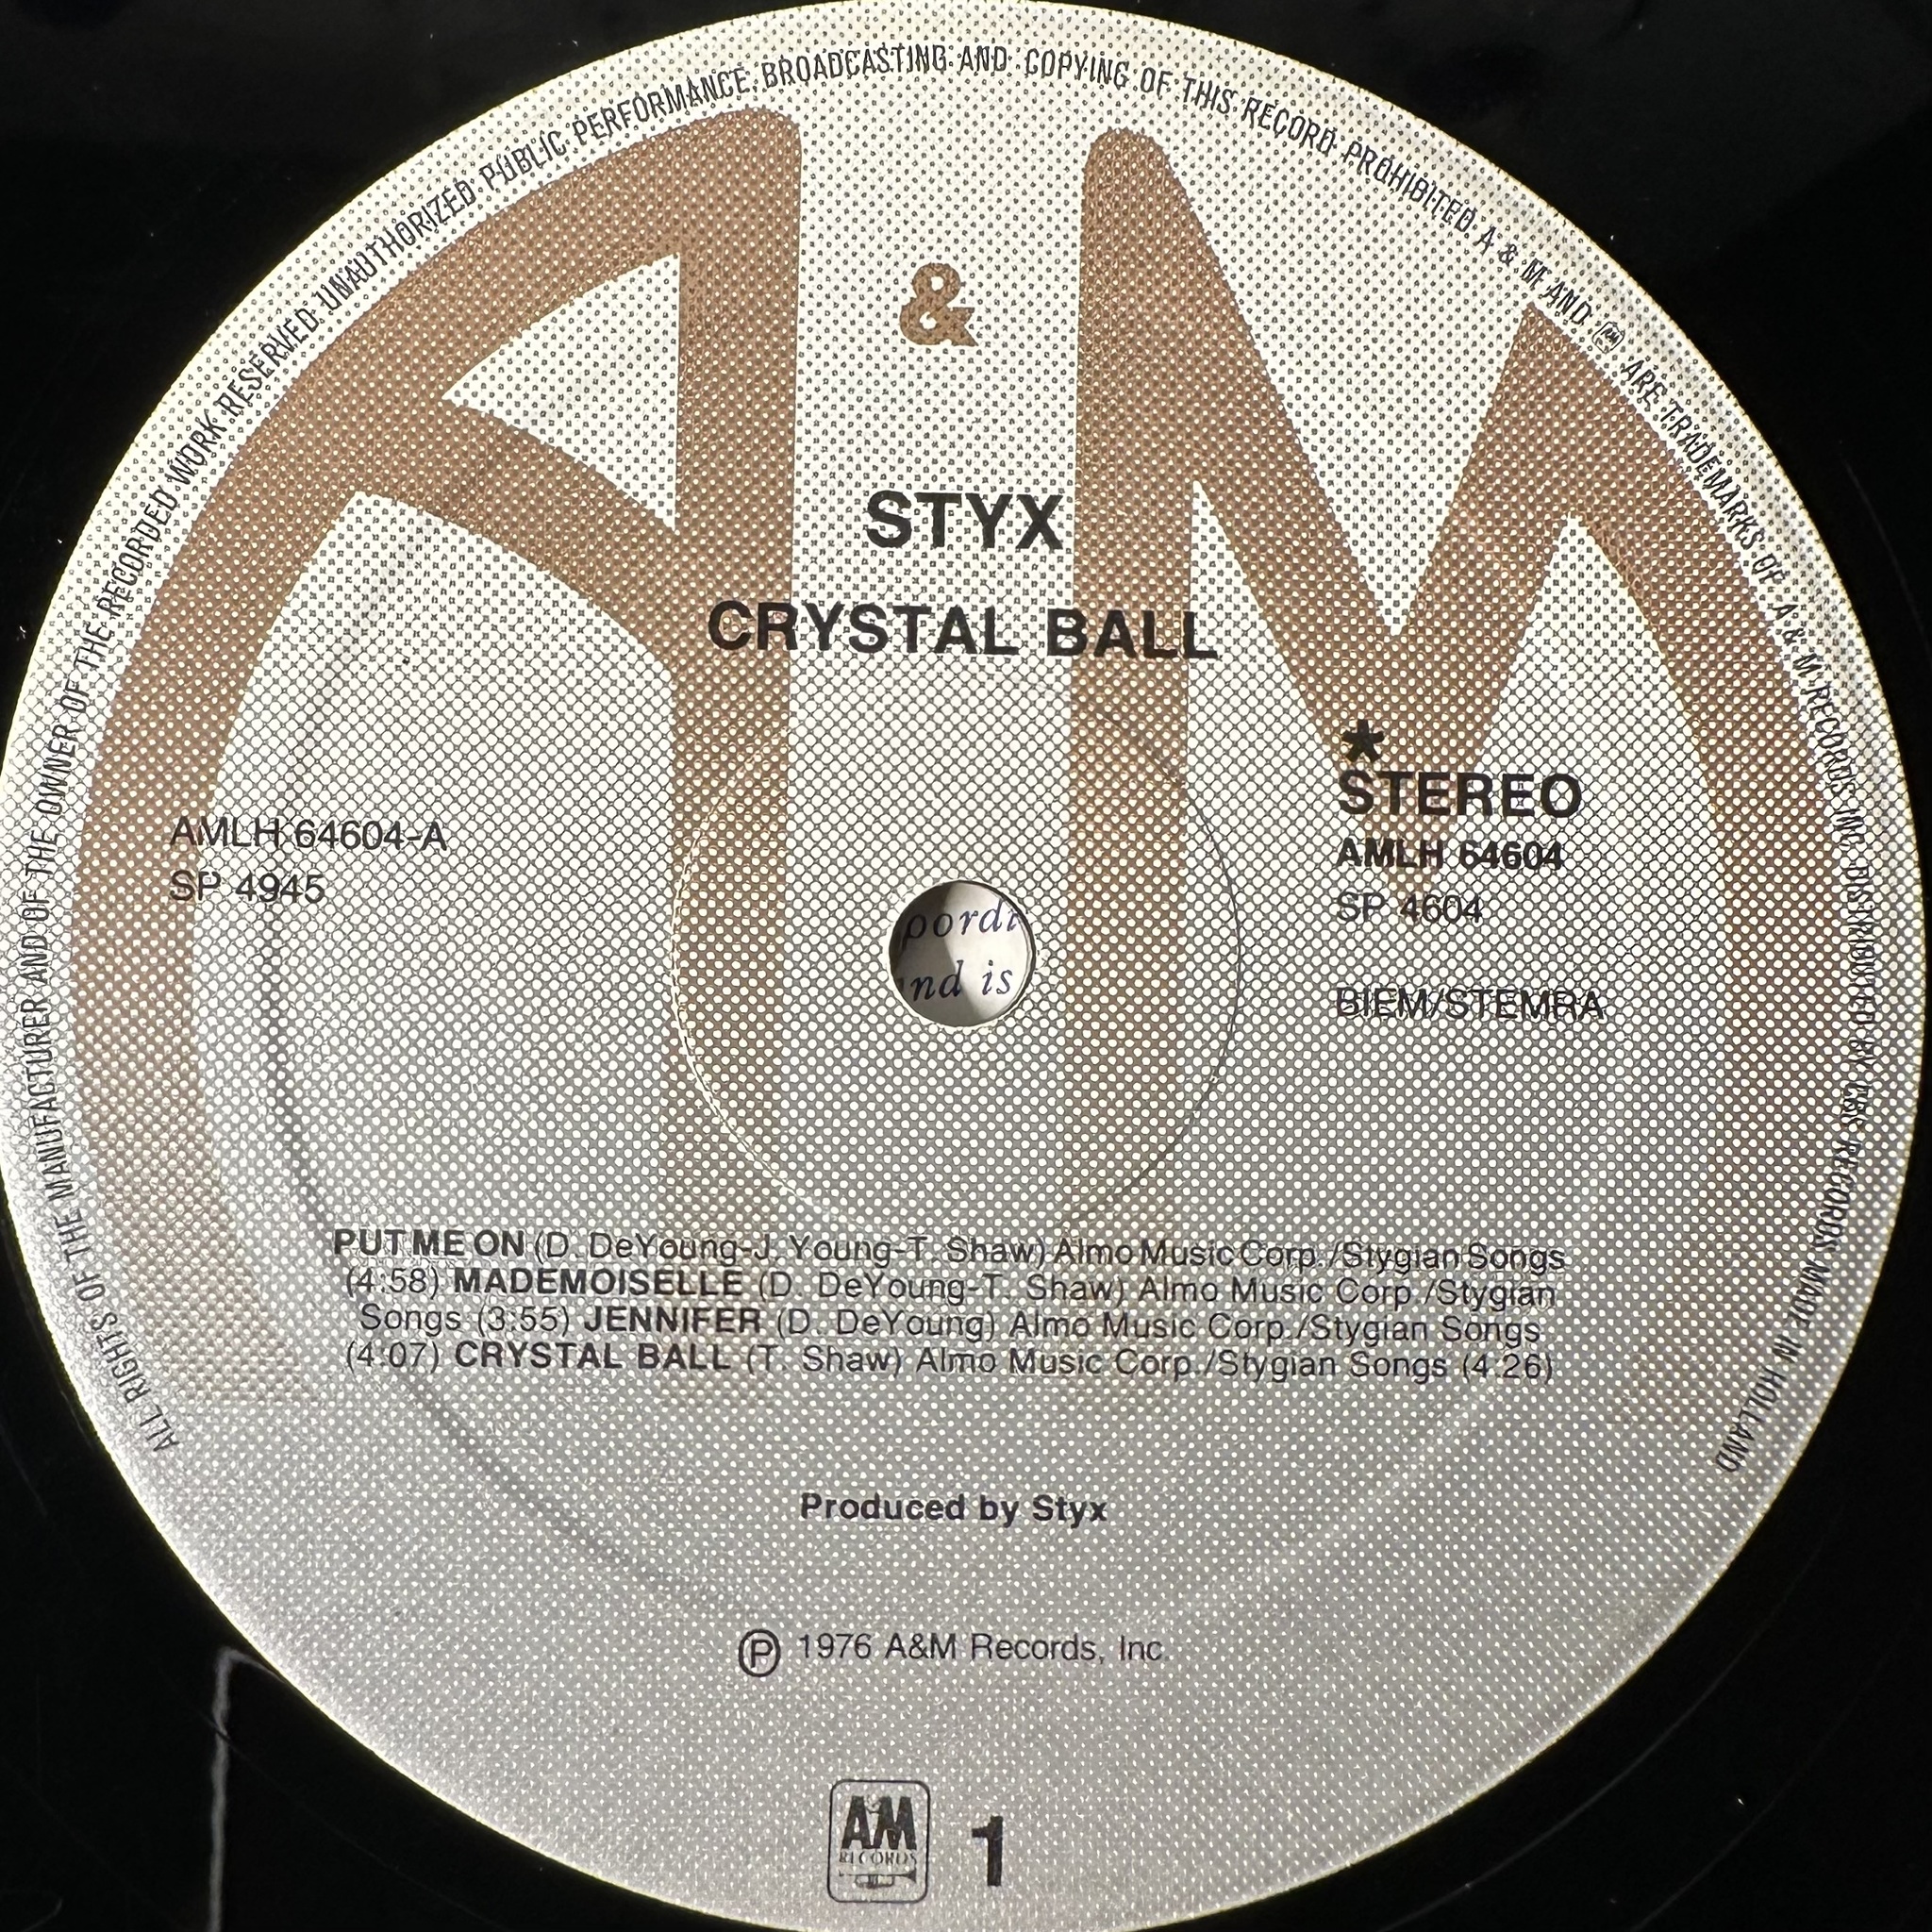 ALL RIGHTS OF THE MANUFACTURER AND OF THE OWNER OF THE RECORDED WORK RESERVED UNAUTHORIZED PUBLIC PERFORMANCE, BROADCASTING AND COPYING OF THIS RECORD PROHIBITED A & M AND AM ARE TRADEMARKS OF A & M RECORDS INC. DISTRIBUTED BY CBS RECORDS MADE IN HOLLAND
A & M
STYX
CRYSTAL BALL
*
STEREO
AMLH 64604-A
AMLH 64604
SP 4945
SP 4604
pordi
nd is
BIEM/STEMRA
PUT ME ON (D. DeYoung-J. Young-T. Shaw) Almo Music Corp./Stygian Songs
(4:58) MADEMOISELLE (D. DeYoung-T. Shaw) Almo Music Corp./Stygian
Songs (3:55) JENNIFER (D. DeYoung) Almo Music Corp./Stygian Songs
(4:07) CRYSTAL BALL (T. Shaw) Almo Music Corp./Stygian Songs (4:26)
Produced by Styx
Ⓟ 1976 A&M Records, Inc.
AM
RECORDS
1